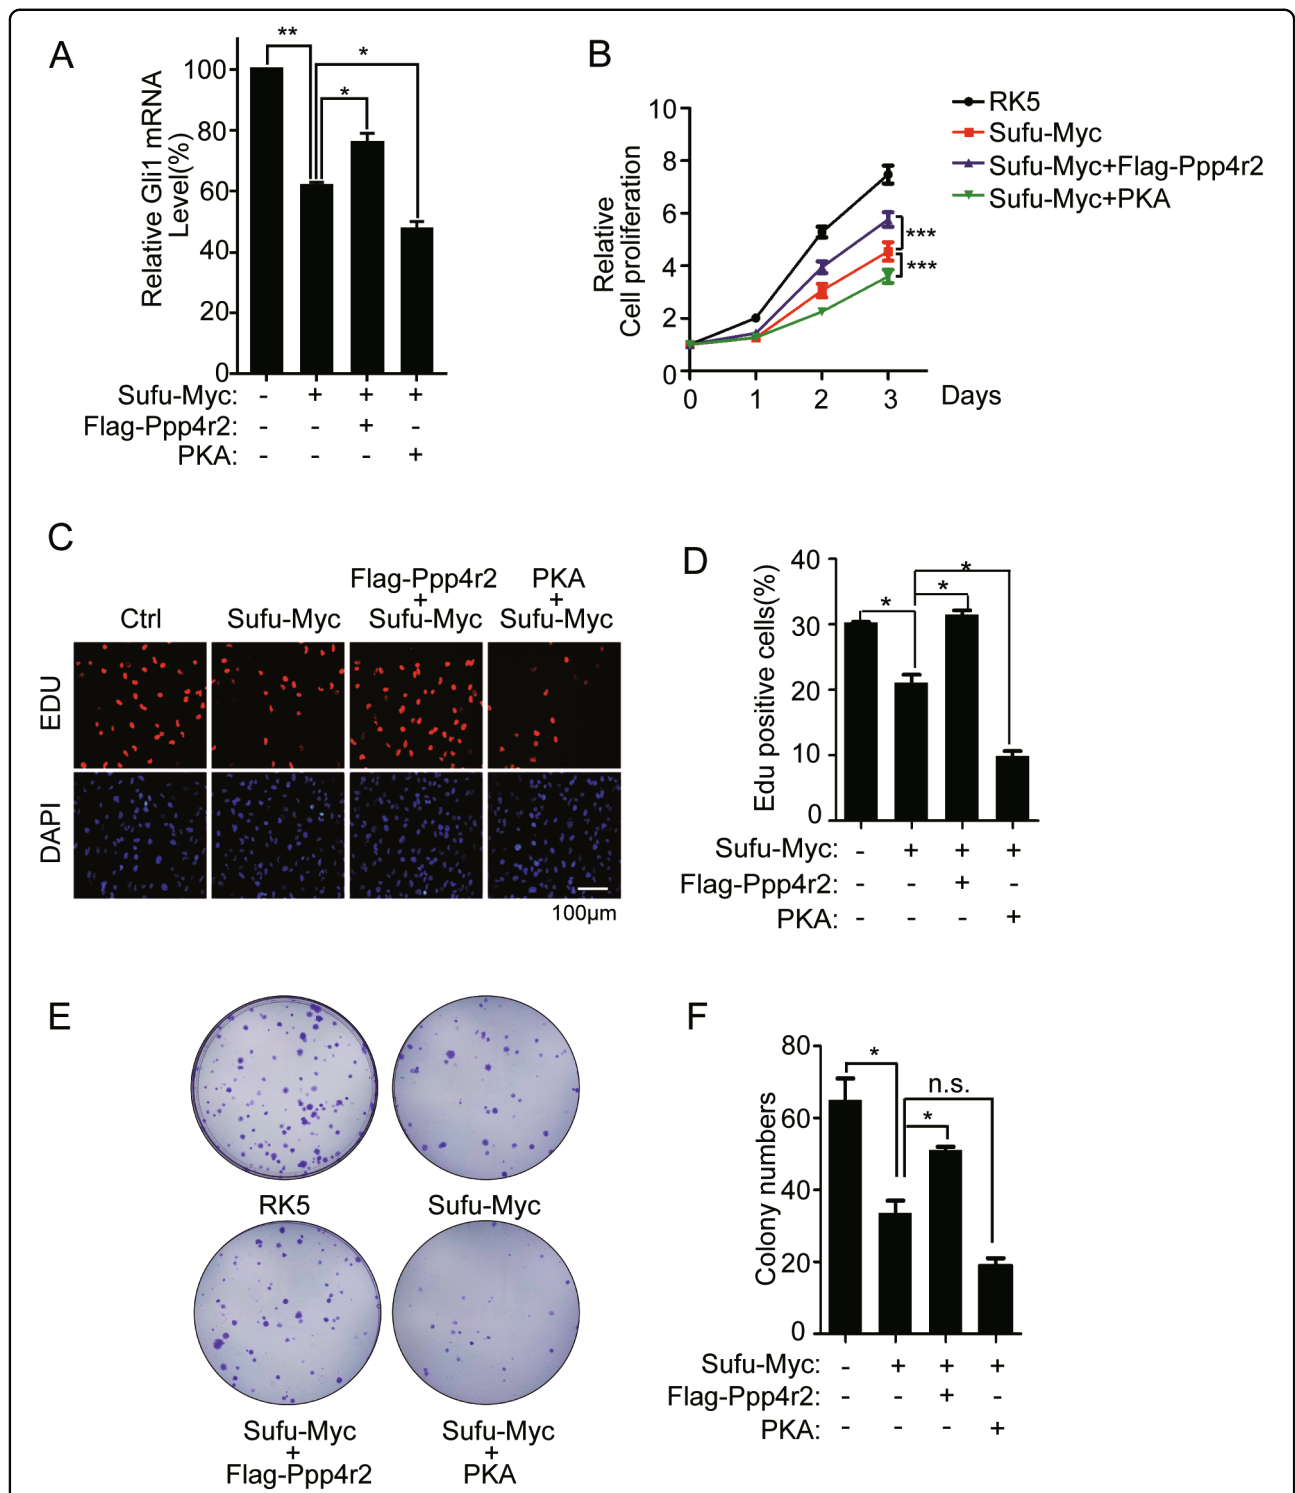 A
Relative Gli1 mRNA
Level(%)
100
80
60
40
20
0
**
*
*
Sufu-Myc: - + + +
Flag-Ppp4r2: - - + -
PKA: - - - +
B
Relative
Cell proliferation
10
8
6
4
2
0
0 1 2 3 Days
RK5
Sufu-Myc
Sufu-Myc+Flag-Ppp4r2
Sufu-Myc+PKA
***
***
C
Ctrl
Sufu-Myc
Flag-Ppp4r2
+
Sufu-Myc
PKA
+
Sufu-Myc
EDU
DAPI
100μm
D
Edu positive cells(%)
40
30
20
10
0
*
*
*
Sufu-Myc: - + + +
Flag-Ppp4r2: - - + -
PKA: - - - +
E
RK5
Sufu-Myc
Sufu-Myc
+
Flag-Ppp4r2
Sufu-Myc
+
PKA
F
Colony numbers
80
60
40
20
0
*
n.s.
*
Sufu-Myc: - + + +
Flag-Ppp4r2: - - + -
PKA: - - - +